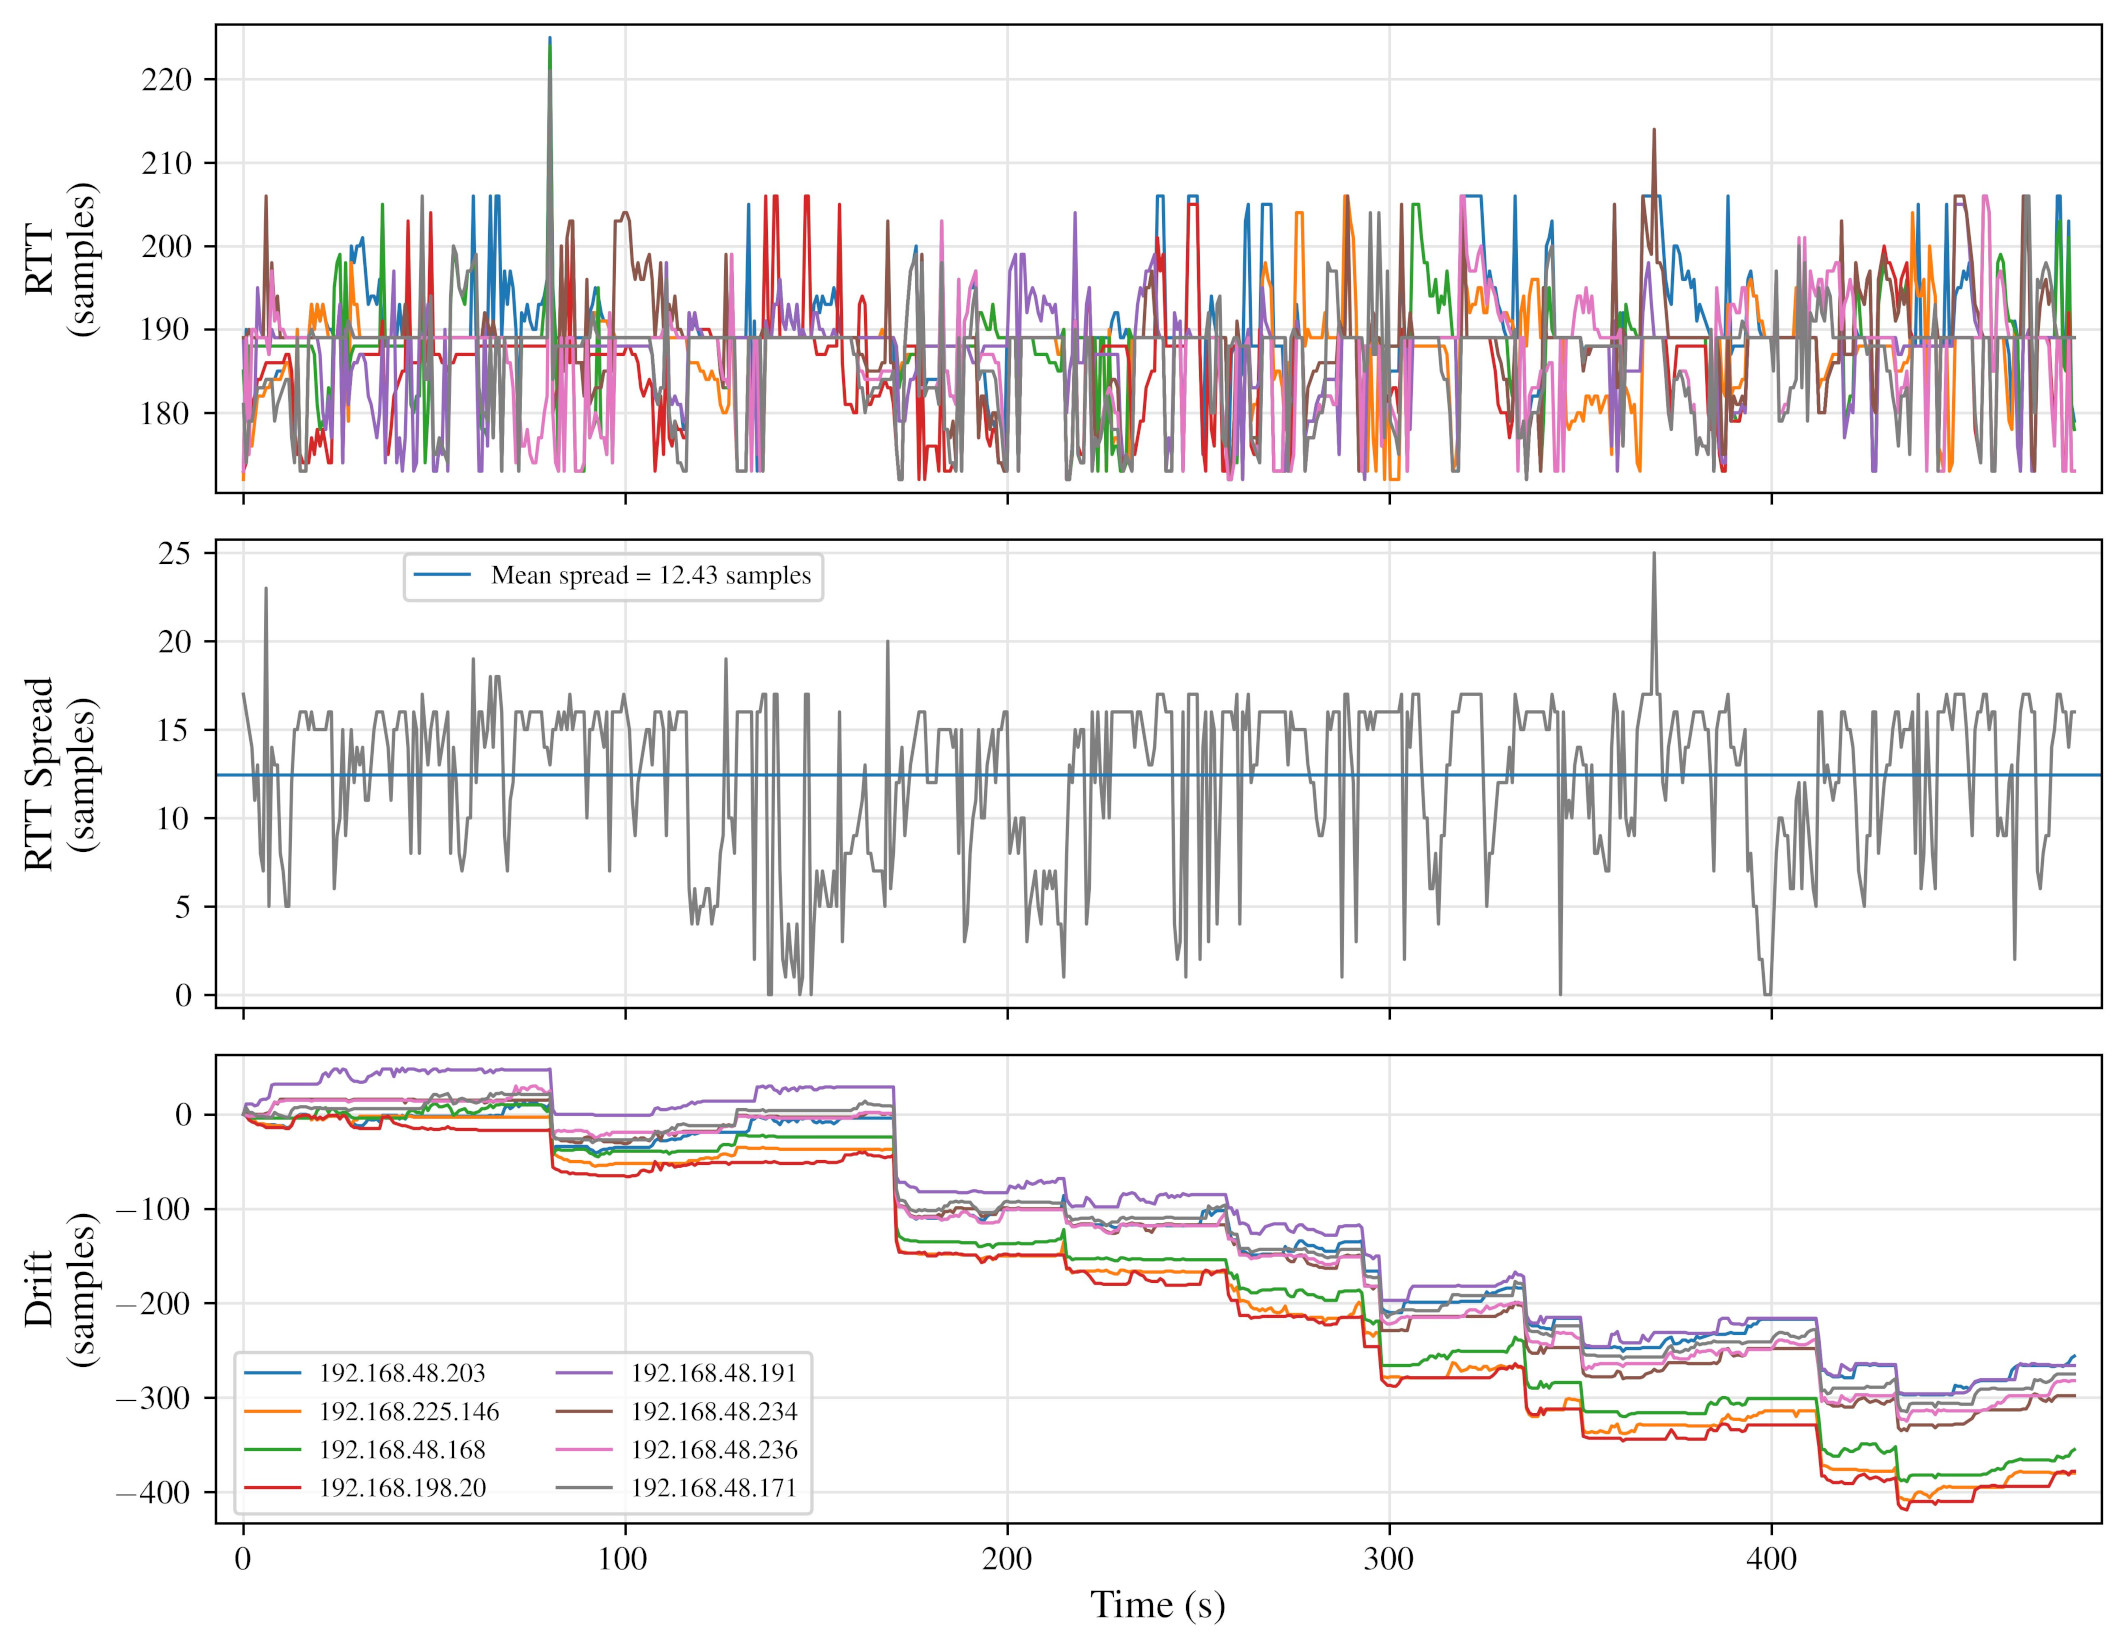 RTT
(samples)
220
210
200
190
180
RTT Spread
(samples)
25
20
15
10
5
0
Mean spread = 12.43 samples
Drift
(samples)
0
−100
−200
−300
−400
192.168.48.203
192.168.225.146
192.168.48.168
192.168.198.20
192.168.48.191
192.168.48.234
192.168.48.236
192.168.48.171
0 100 200 300 400
Time (s)